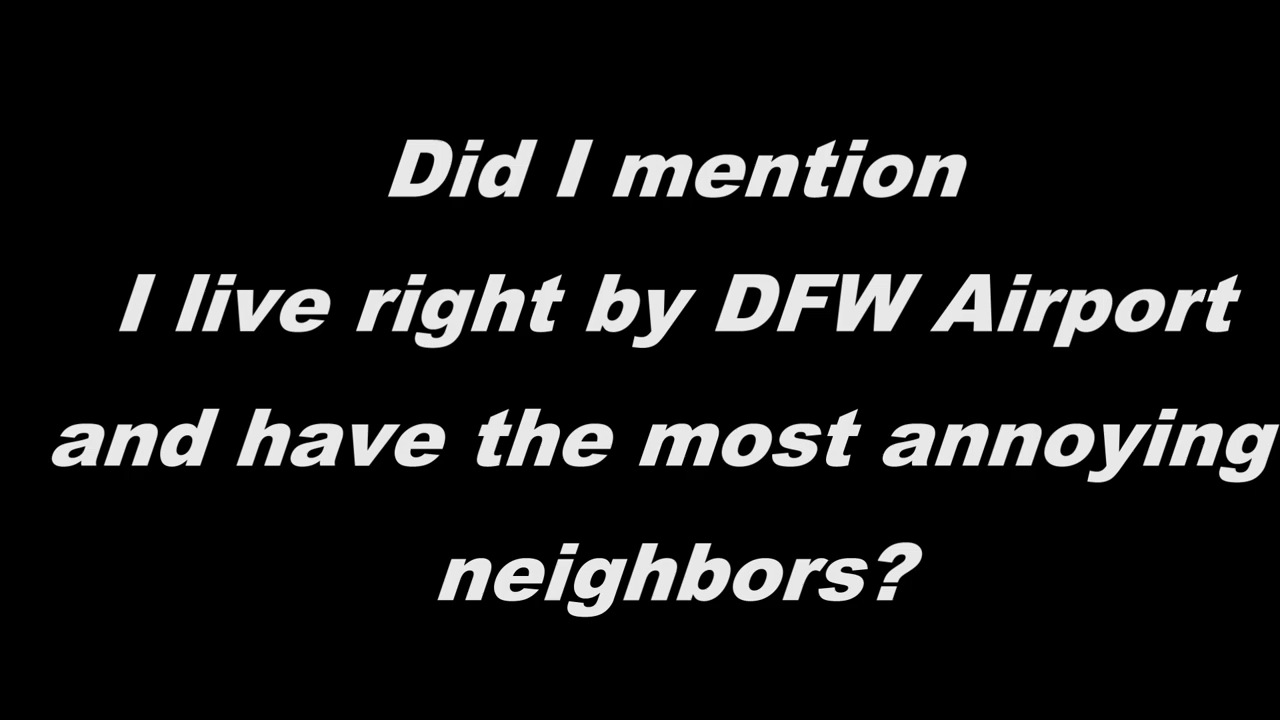 Did I mention
I live right by DFW Airport
and have the most annoying
neighbors?